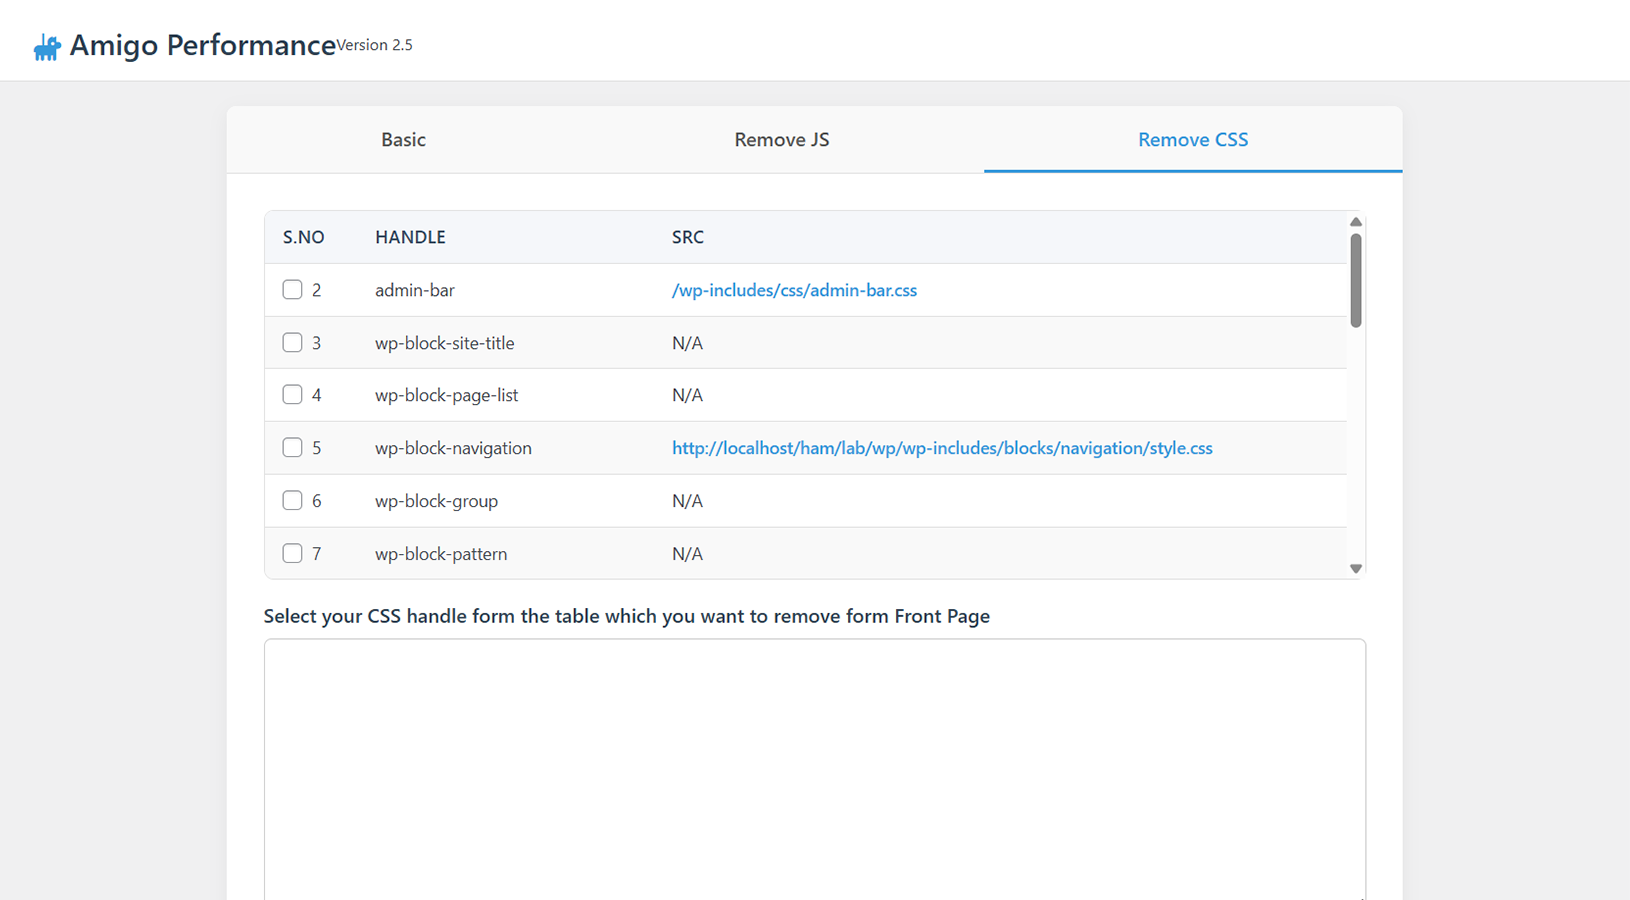 Amigo Performance Version 2.5
Basic Remove JS Remove CSS
S.NO HANDLE SRC
2 admin-bar /wp-includes/css/admin-bar.css
3 wp-block-site-title N/A
4 wp-block-page-list N/A
5 wp-block-navigation http://localhost/ham/lab/wp/wp-includes/blocks/navigation/style.css
6 wp-block-group N/A
7 wp-block-pattern N/A
Select your CSS handle form the table which you want to remove form Front Page